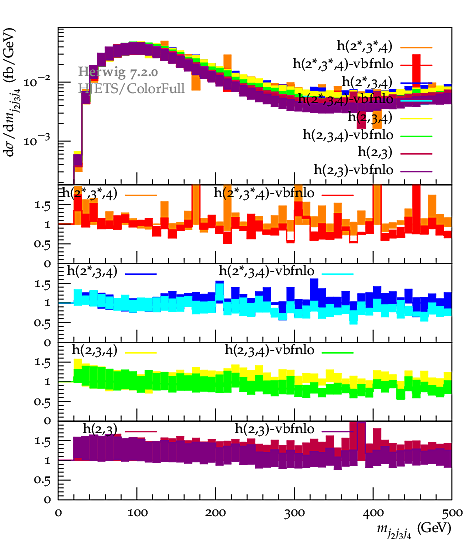 dσ/dm_{j₂j₃j₄} (fb/GeV)
10⁻²
10⁻³
Herwig 7.2.0
HJETS/ColorFull
h(2*,3*,4)
h(2*,3*,4)-vbfnlo
h(2*,3,4)
h(2*,3,4)-vbfnlo
h(2,3,4)
h(2,3,4)-vbfnlo
h(2,3)
h(2,3)-vbfnlo
h(2*,3*,4) h(2*,3*,4)-vbfnlo
1.5
1
0.5
0
h(2*,3,4) h(2*,3,4)-vbfnlo
1.5
1
0.5
0
h(2,3,4) h(2,3,4)-vbfnlo
1.5
1
0.5
0
h(2,3) h(2,3)-vbfnlo
1.5
1
0.5
0
0 100 200 300 400 500
m_{j₂j₃j₄} (GeV)